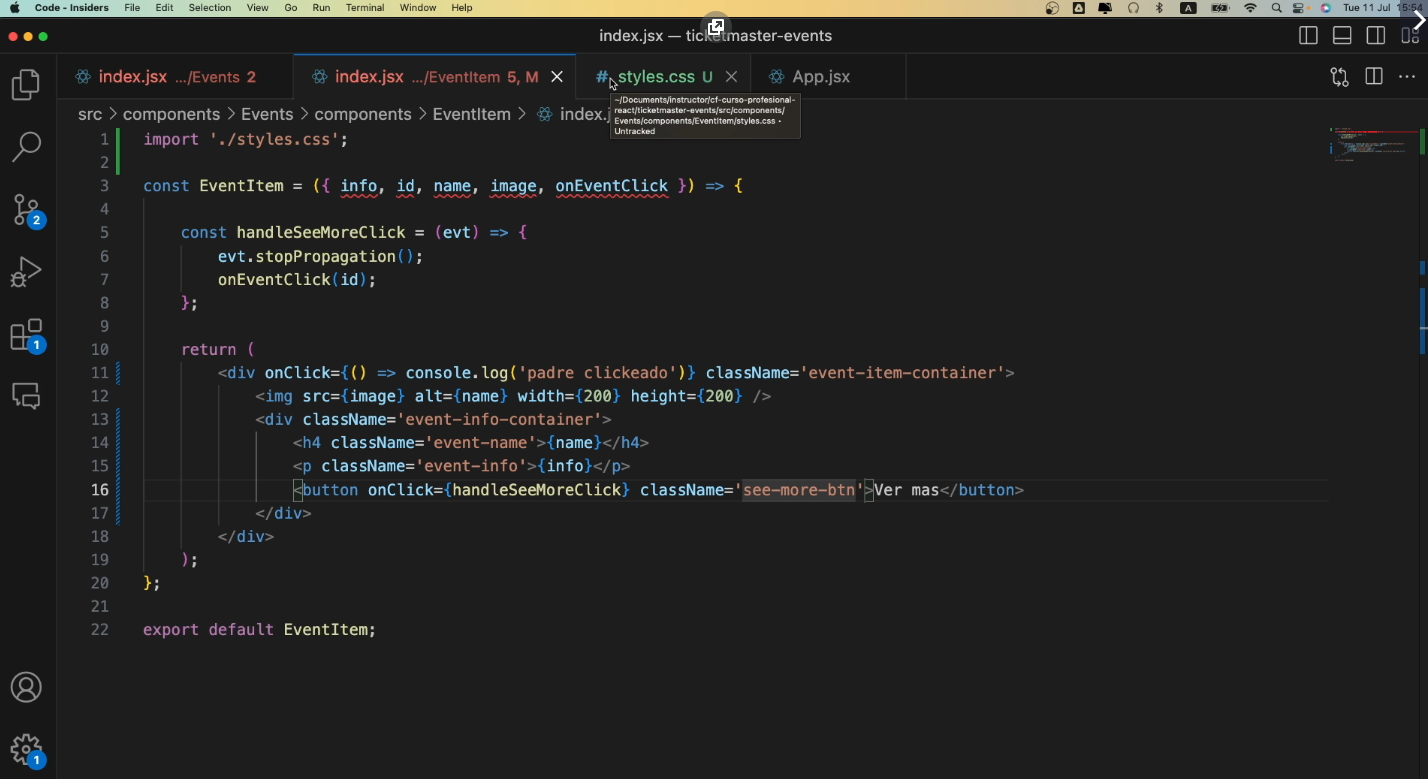 Code - Insiders File Edit Selection View Go Run Terminal Window Help A Tue 11 Jul 15:54
index.jsx — ticketmaster-events
index.jsx .../Events 2 index.jsx .../EventItem 5, M # styles.css U App.jsx
src > components > Events > components > EventItem > index.j
~/Documents/instructor/cf-curso-profesional-
react/ticketmaster-events/src/components/
Events/components/EventItem/styles.css •
Untracked
1 import './styles.css';
2
3 const EventItem = ({ info, id, name, image, onEventClick }) => {
4
5 const handleSeeMoreClick = (evt) => {
6 evt.stopPropagation();
7 onEventClick(id);
8 };
9
10 return (
11 <div onClick={() => console.log('padre clickeado')} className='event-item-container'>
12 <img src={image} alt={name} width={200} height={200} />
13 <div className='event-info-container'>
14 <h4 className='event-name'>{name}</h4>
15 <p className='event-info'>{info}</p>
16 <button onClick={handleSeeMoreClick} className='see-more-btn'>Ver mas</button>
17 </div>
18 </div>
19 );
20 };
21
22 export default EventItem;
2
1
1